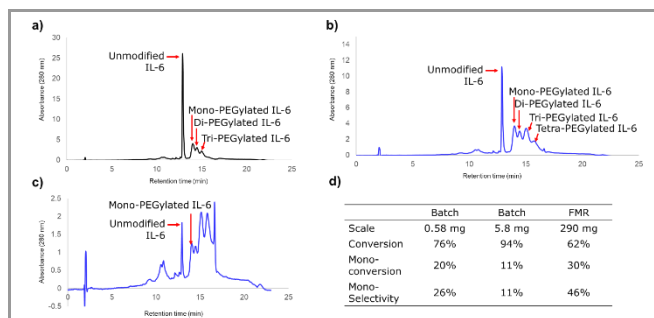 a)
30
25
20
15
10
5
0
Absorbance (280 nm)
0 5 10 15 20 25
Retention time (min)
Unmodified
IL-6
Mono-PEGylated IL-6
Di-PEGylated IL-6
Tri-PEGylated IL-6
b)
14
12
10
8
6
4
2
0
Absorbance (280 nm)
0 5 10 15 20 25
Retention time (min)
Unmodified
IL-6
Mono-PEGylated IL-6
Di-PEGylated IL-6
Tri-PEGylated IL-6
Tetra-PEGylated IL-6
c)
2.5
2
1.5
1
0.5
0
-0.5
Absorbance (280 nm)
0 5 10 15 20 25
Retention time (min)
Mono-PEGylated IL-6
Unmodified
IL-6
d)
Batch Batch FMR
Scale 0.58 mg 5.8 mg 290 mg
Conversion 76% 94% 62%
Mono-
conversion 20% 11% 30%
Mono-
Selectivity 26% 11% 46%